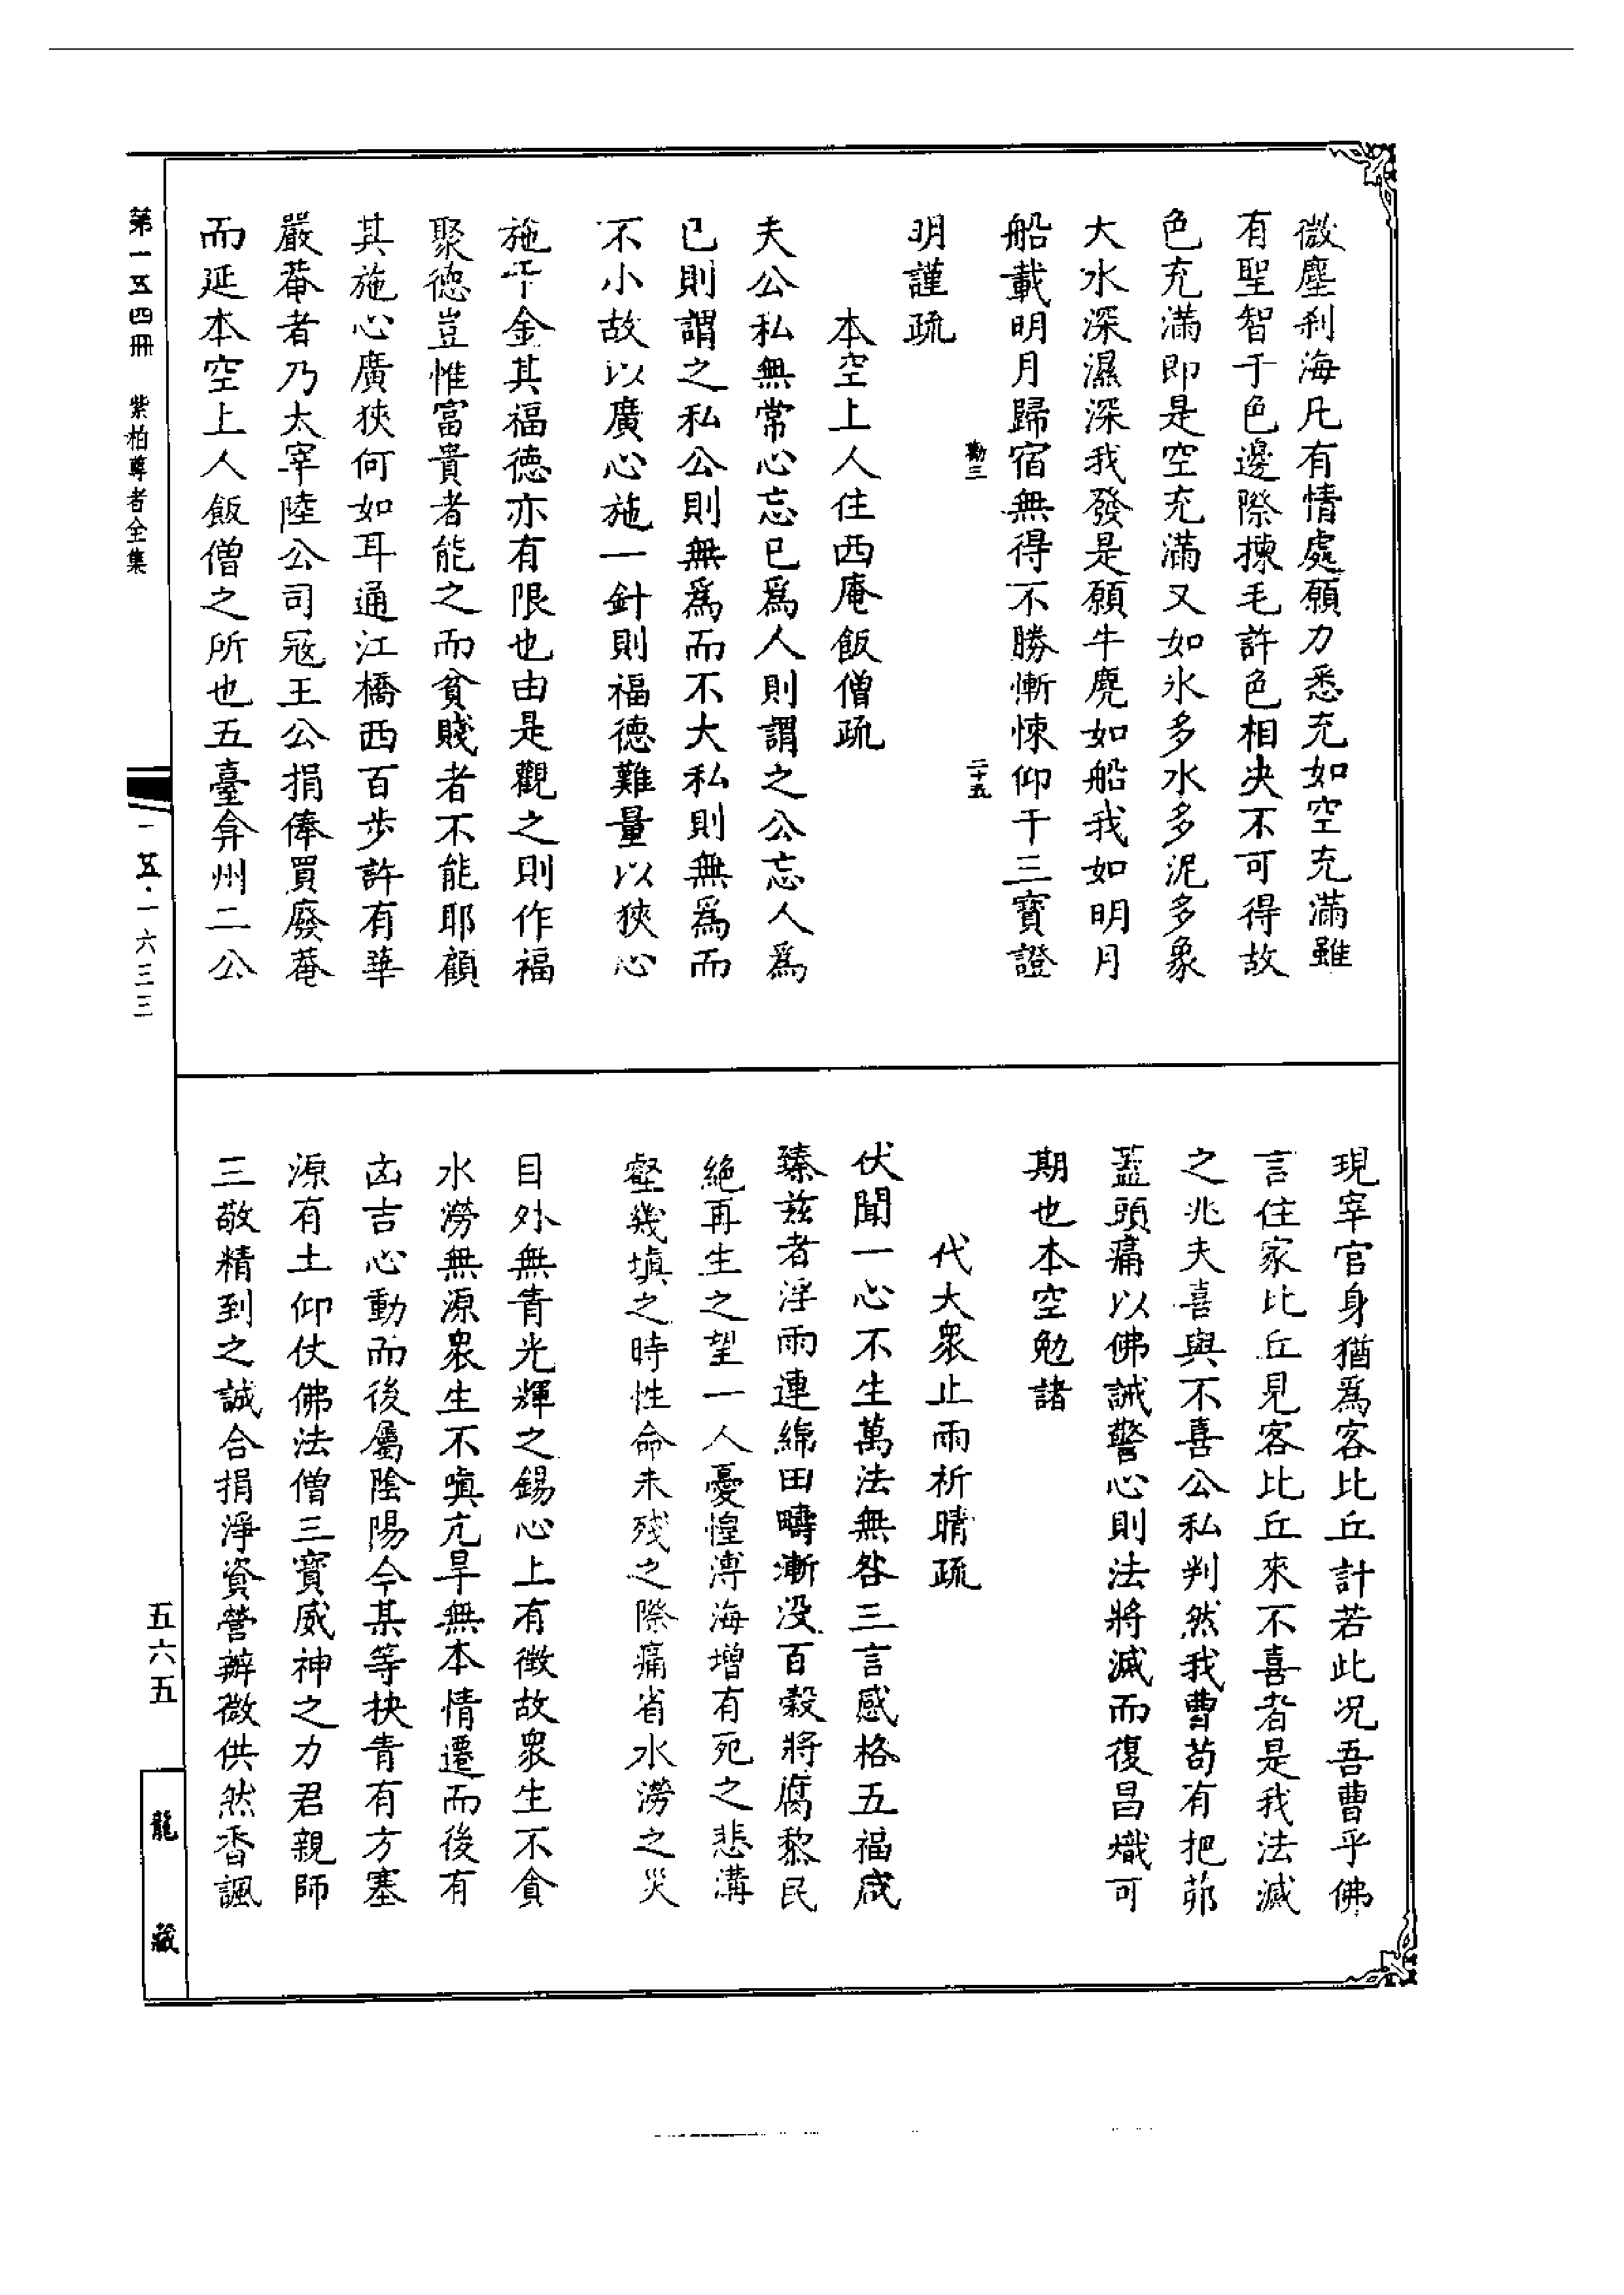 微塵刹海凡有情處願力悉充如空充滿雖
有聖智于色邊際揀毛許色相决不可得故
色充滿即是空充滿又如氷多水多泥多象
大水深濕深我發是願牛麂如船我如明月
船載明月歸宿無得不勝慚悚仰干三寶證
勸三
二十五
明謹疏
本空上人住西庵飯僧疏
夫公私無常心忘已爲人則謂之公忘人爲
已則謂之私公則無爲而不大私則無爲而
不小故以廣心施一針則福德難量以狹心
施千金其福德亦有限也由是觀之則作福
聚德豈惟富貴者能之而貧賤者不能耶顧
其施心廣狹何如耳通江橋西百步許有華
嚴菴者乃太宰陸公司寇王公捐俸買廢菴
而延本空上人飯僧之所也五臺弇州二公
現宰官身猶爲客比丘計若此况吾曹乎佛
言住家比丘見客比丘來不喜者是我法滅
之兆夫喜與不喜公私判然我曹苟有把茆
葢頭痛以佛誡警心則法將滅而復昌熾可
期也本空勉諸
代大衆止雨祈晴疏
伏聞一心不生萬法無咎三言感格五福咸
臻兹者淫雨連綿田疇漸没百穀將腐黎民
絕再生之望一人憂惶溥海增有死之悲溝
壑幾塡之時性命未殘之際痛省水澇之災
目外無青光輝之錫心上有徴故衆生不貪
水澇無源衆生不嗔亢旱無本情遷而後有
凶吉心動而後屬陰陽今某等抉青有方塞
源有土仰仗佛法僧三寶威神之力君親師
三敬精到之誠合捐淨資營辦微供然香諷
第一五四冊 紫柏尊者全集
一五·一六三三
五六五
龍藏